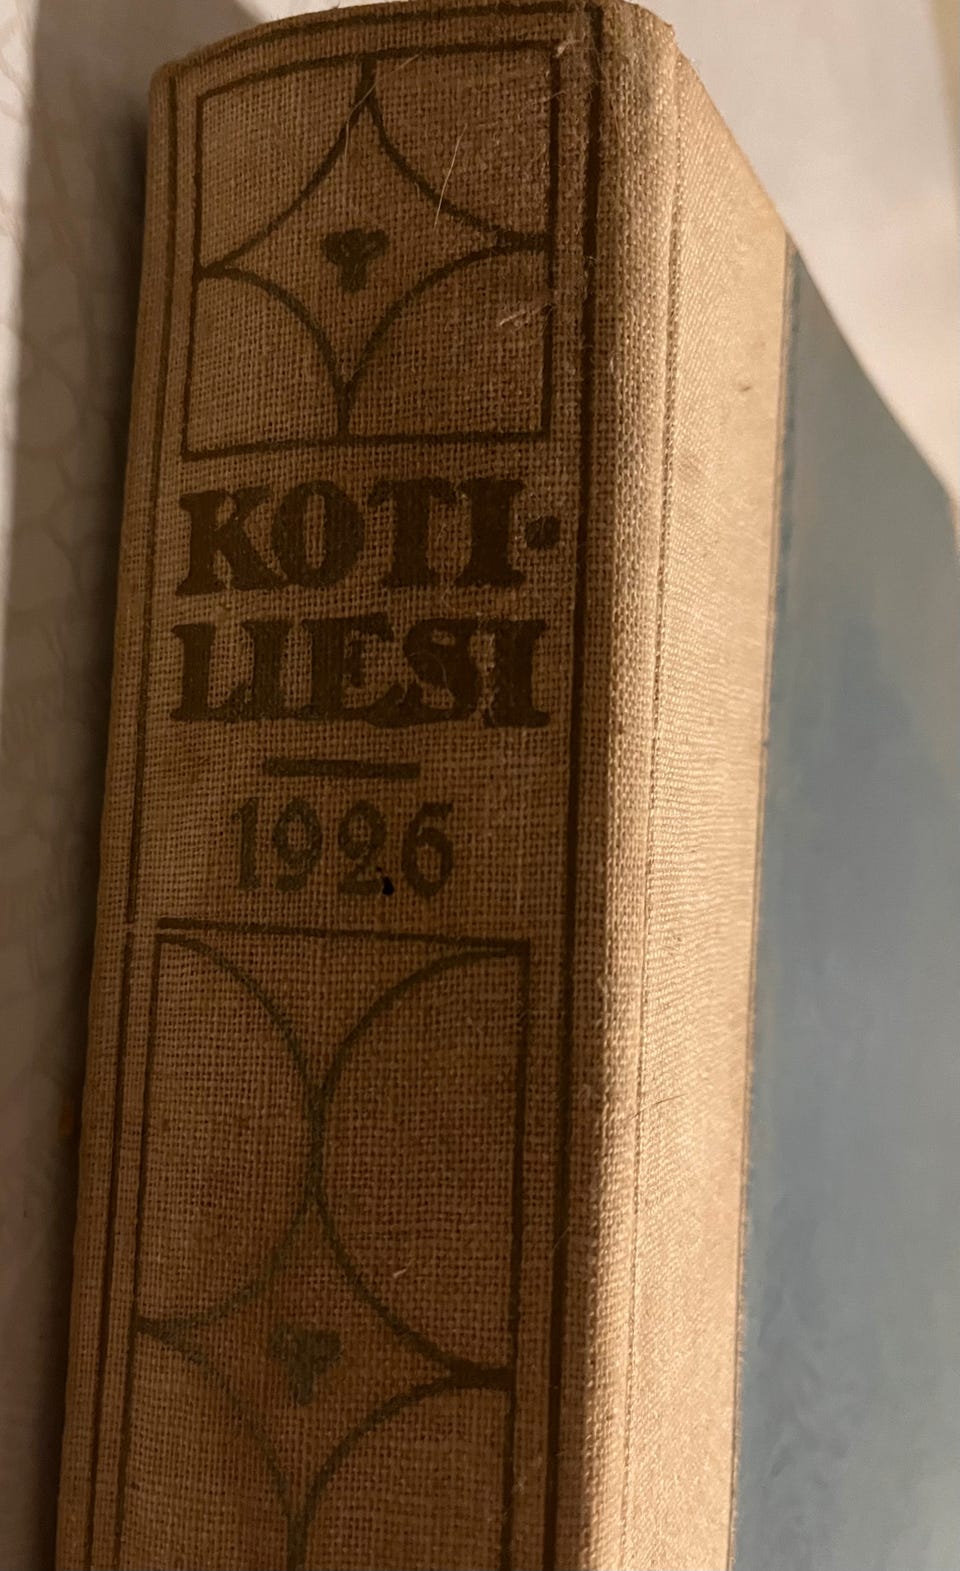 KOTI-
LIESI
1926